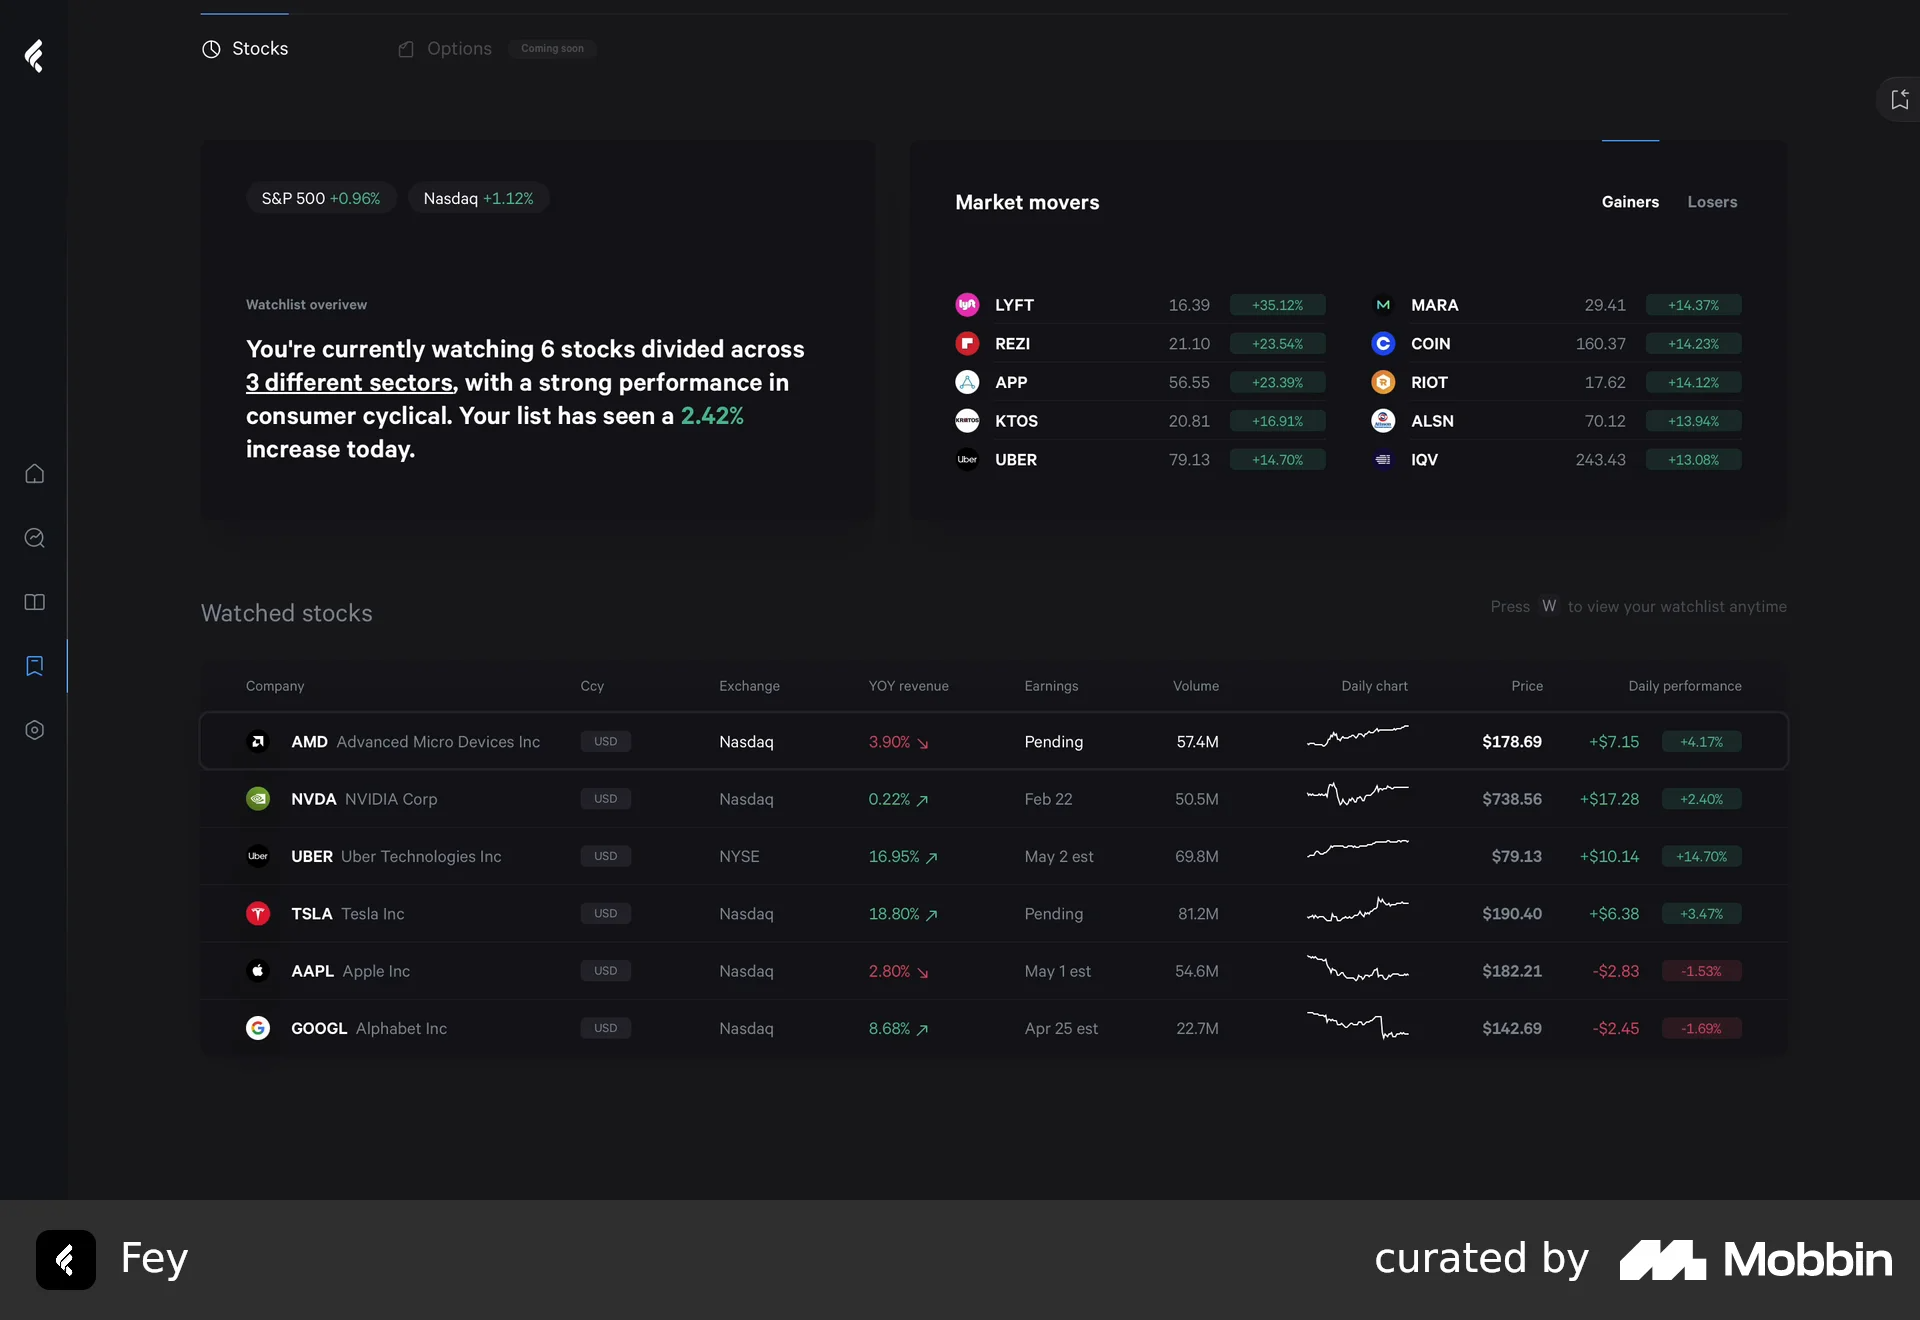 Stocks
Options Coming soon
S&P 500 +0.96% Nasdaq +1.12%
Watchlist overivew
You're currently watching 6 stocks divided across
3 different sectors, with a strong performance in
consumer cyclical. Your list has seen a 2.42%
increase today.
Market movers
Gainers Losers
lyft LYFT 16.39 +35.12%
REZI 21.10 +23.54%
APP 56.55 +23.39%
KRATOS KTOS 20.81 +16.91%
Uber UBER 79.13 +14.70%
MARA 29.41 +14.37%
COIN 160.37 +14.23%
RIOT 17.62 +14.12%
ALSN 70.12 +13.94%
IQV 243.43 +13.08%
Watched stocks
Press W to view your watchlist anytime
Company Ccy Exchange YOY revenue Earnings Volume Daily chart Price Daily performance
AMD Advanced Micro Devices Inc USD Nasdaq 3.90% ↘ Pending 57.4M $178.69 +$7.15 +4.17%
NVDA NVIDIA Corp USD Nasdaq 0.22% ↗ Feb 22 50.5M $738.56 +$17.28 +2.40%
Uber UBER Uber Technologies Inc USD NYSE 16.95% ↗ May 2 est 69.8M $79.13 +$10.14 +14.70%
TSLA Tesla Inc USD Nasdaq 18.80% ↗ Pending 81.2M $190.40 +$6.38 +3.47%
AAPL Apple Inc USD Nasdaq 2.80% ↘ May 1 est 54.6M $182.21 -$2.83 -1.53%
G GOOGL Alphabet Inc USD Nasdaq 8.68% ↗ Apr 25 est 22.7M $142.69 -$2.45 -1.69%
Fey
curated by Mobbin